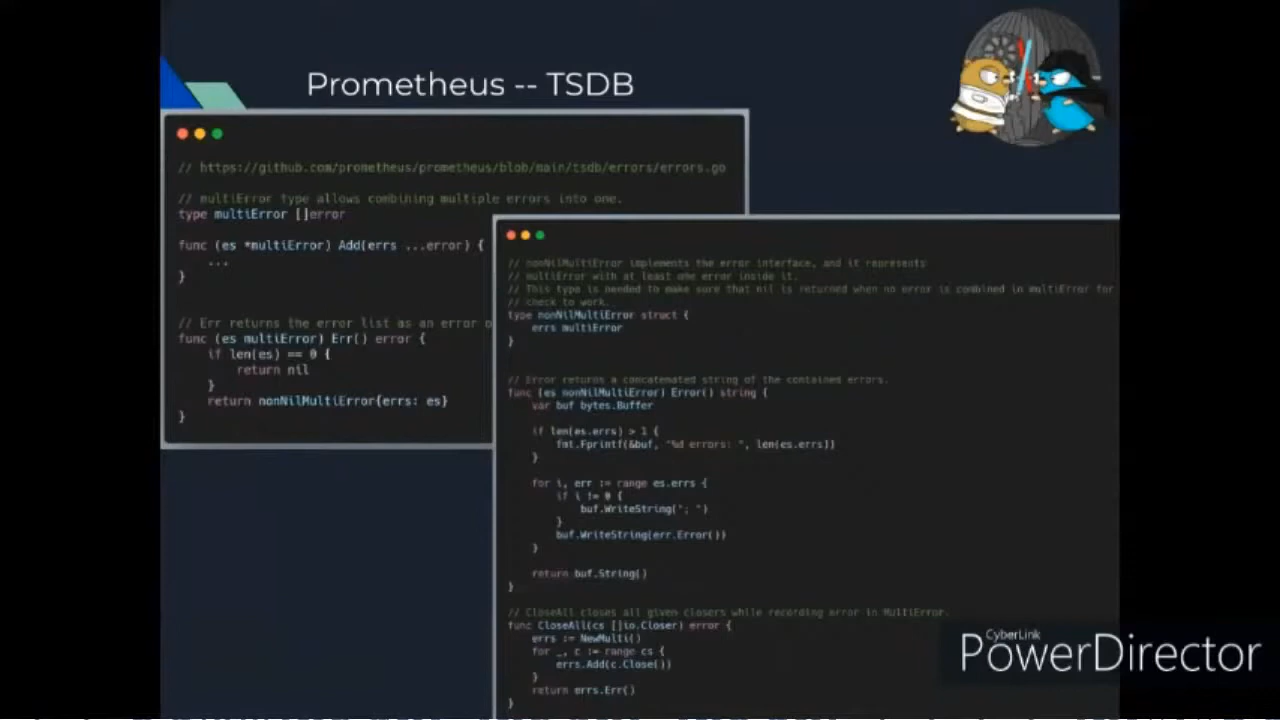 Prometheus -- TSDB
// https://github.com/prometheus/prometheus/blob/main/tsdb/errors/errors.go
// multiError type allows combining multiple errors into one.
type multiError []error
func (es *multiError) Add(errs ...error) {
...
}
// Err returns the error list as an error o
func (es multiError) Err() error {
if len(es) == 0 {
return nil
}
return nonNilMultiError{errs: es}
}
// nonNilMultiError implements the error interface, and it represents
// multiError with at least one error inside it.
// This type is needed to make sure that nil is returned when no error is combined in multiError for
// check to work.
type nonNilMultiError struct {
errs multiError
}
// Error returns a concatenated string of the contained errors.
func (es nonNilMultiError) Error() string {
var buf bytes.Buffer
if len(es.errs) > 1 {
fmt.Fprintf(&buf, "%d errors: ", len(es.errs))
}
for i, err := range es.errs {
if i != 0 {
buf.WriteString("; ")
}
buf.WriteString(err.Error())
}
return buf.String()
}
// CloseAll closes all given closers while recording error in MultiError.
func CloseAll(cs []io.Closer) error {
errs := NewMulti()
for _, c := range cs {
errs.Add(c.Close())
}
return errs.Err()
}
CyberLink
PowerDirector